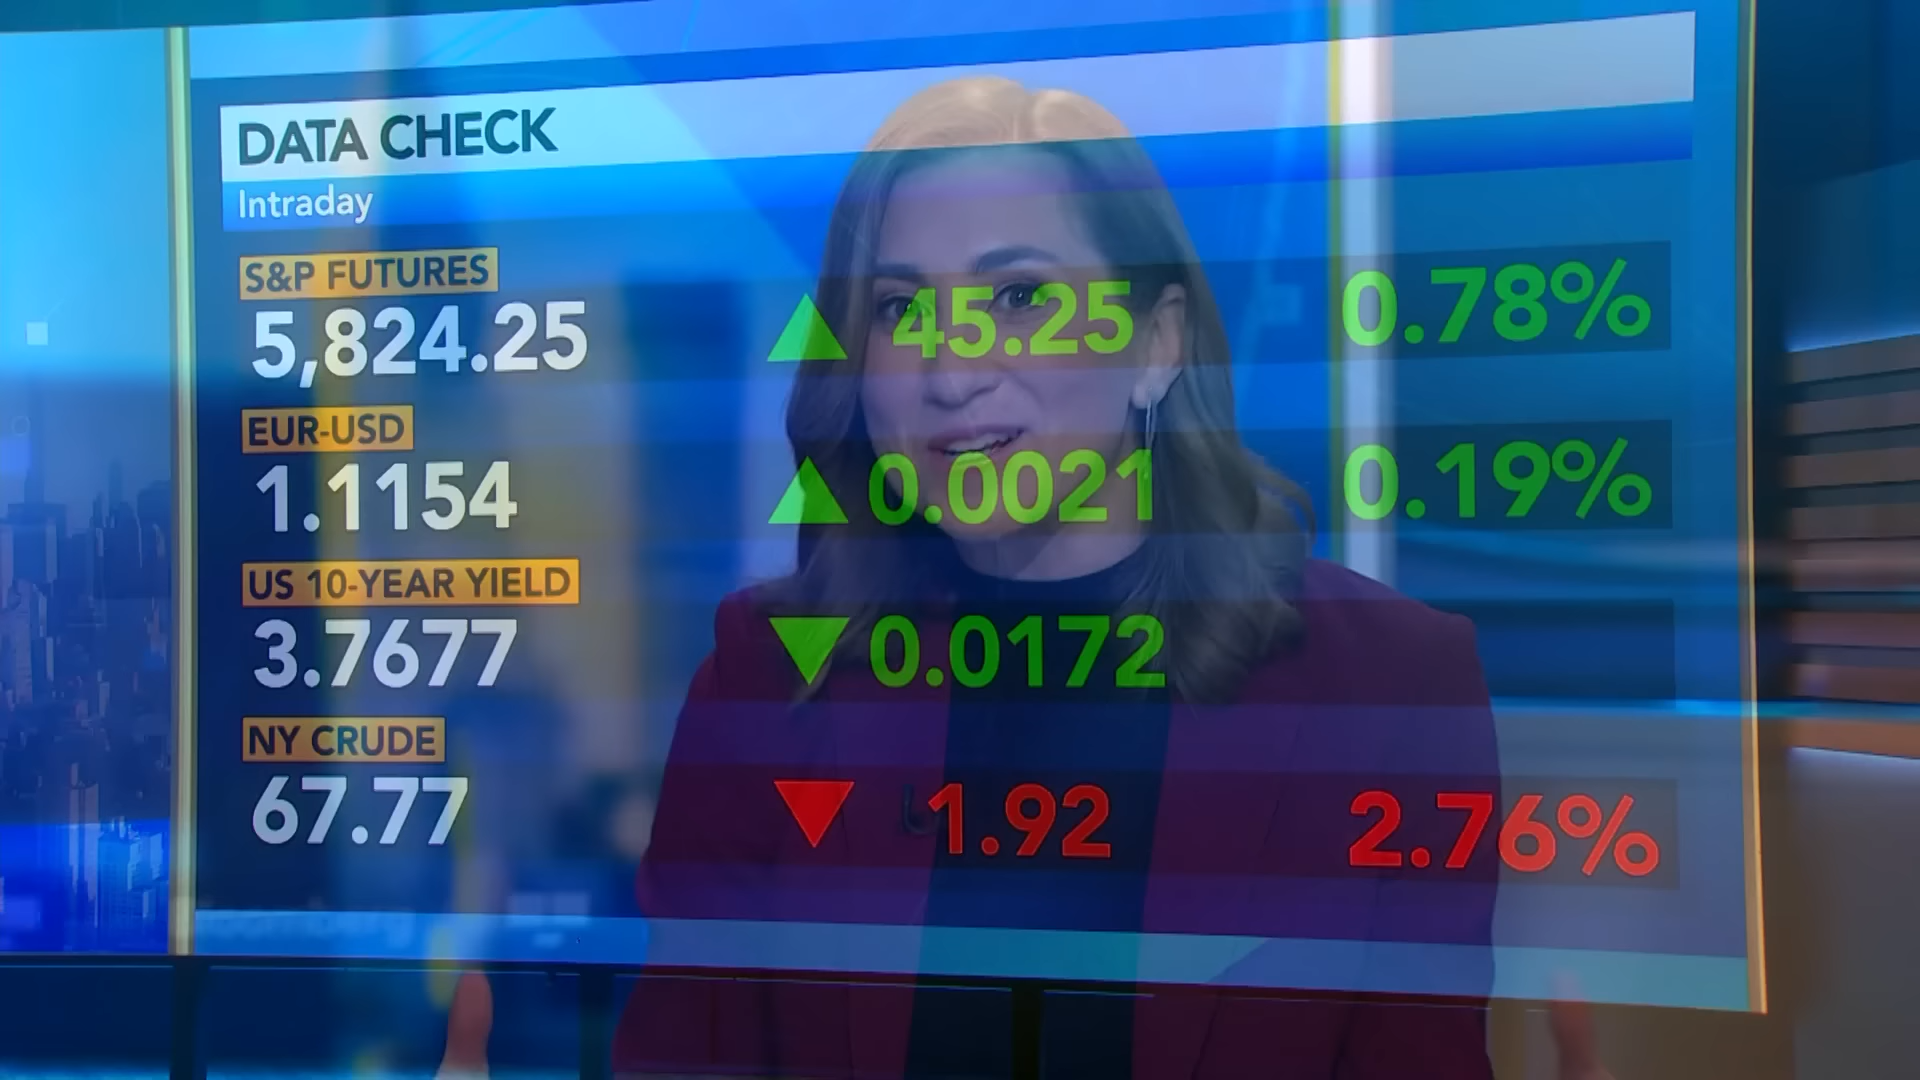 DATA CHECK
Intraday
S&P FUTURES
5,824.25 ▲ 45.25 0.78%
EUR-USD
1.1154 ▲ 0.0021 0.19%
US 10-YEAR YIELD
3.7677 ▼ 0.0172
NY CRUDE
67.77 ▼ 1.92 2.76%